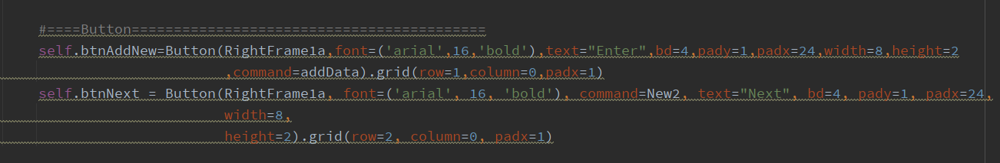 #====Button==========================================
self.btnAddNew=Button(RightFrame1a,font=('arial',16,'bold'),text="Enter",bd=4,pady=1,padx=24,width=8,height=2
,command=addData).grid(row=1,column=0,padx=1)
self.btnNext = Button(RightFrame1a, font=('arial', 16, 'bold'), command=New2, text="Next", bd=4, pady=1, padx=24,
width=8,
height=2).grid(row=2, column=0, padx=1)